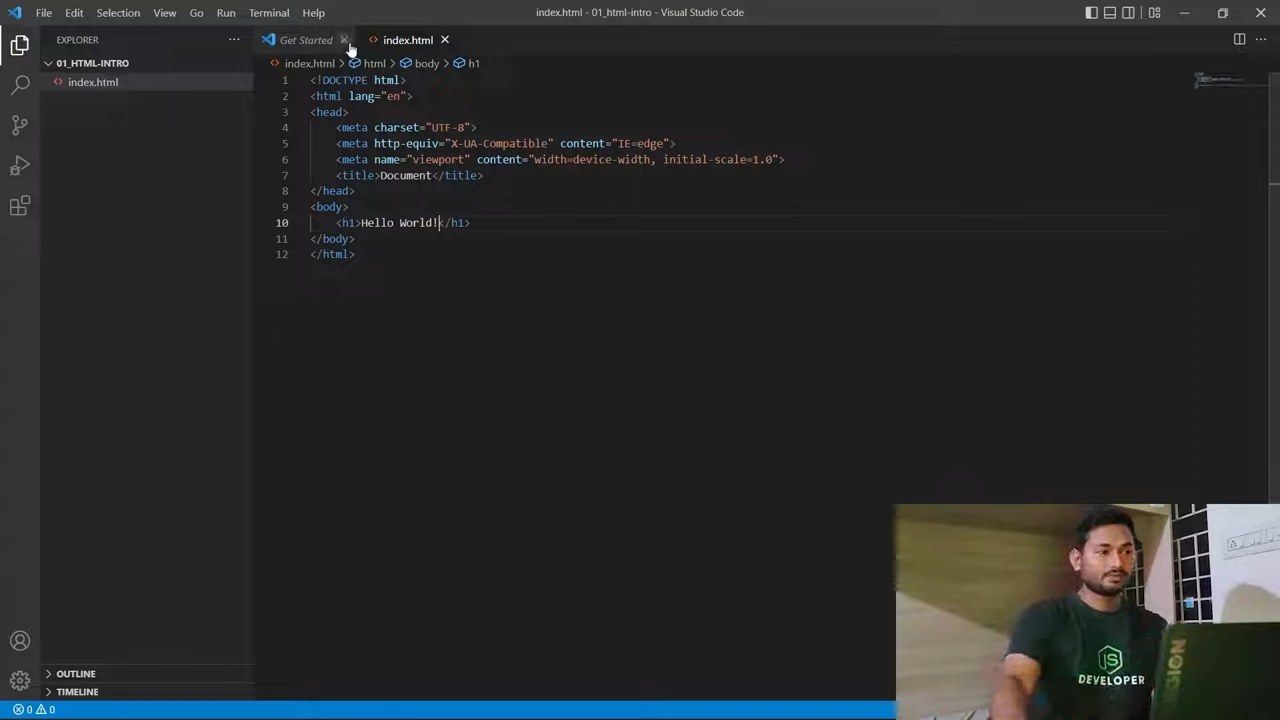 File Edit Selection View Go Run Terminal Help
index.html - 01_html-intro - Visual Studio Code
EXPLORER
Get Started
index.html
01_HTML-INTRO
index.html > html > body > h1
index.html
1 <!DOCTYPE html>
2 <html lang="en">
3 <head>
4 <meta charset="UTF-8">
5 <meta http-equiv="X-UA-Compatible" content="IE=edge">
6 <meta name="viewport" content="width=device-width, initial-scale=1.0">
7 <title>Document</title>
8 </head>
9 <body>
10 <h1>Hello World!</h1>
11 </body>
12 </html>
JS
DEVELOPER
LEGION
OUTLINE
TIMELINE
0 0